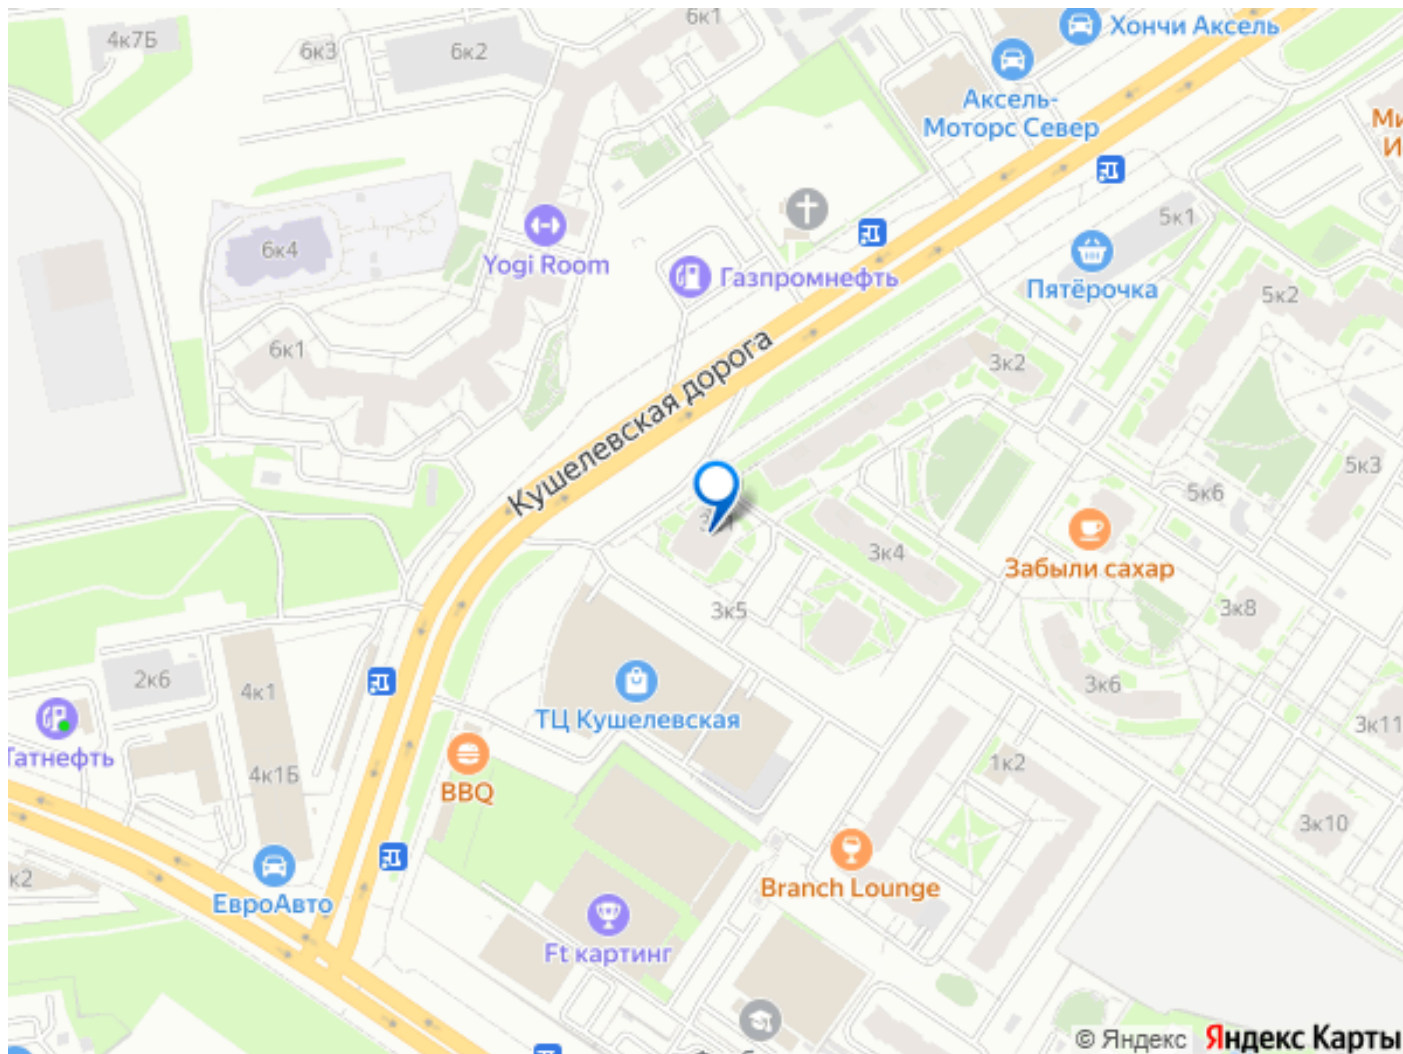 4к7Б
6к3
6к2
6к1
Хончи Аксель
Аксель-
Моторс Север
Ми
И
5к1
6к4
Yogi Room
Газпромнефть
Пятёрочка
5к2
6к1
3к2
Кушелевская дорога
5к3
5к6
3к4
Забыли сахар
3к5
3к8
2к6
4к1
3к6
ТЦ Кушелевская
3к11
Татнефть
4к1Б
1к2
BBQ
3к10
к2
Branch Lounge
ЕвроАвто
Ft картинг
© Яндекс Яндекс Карты